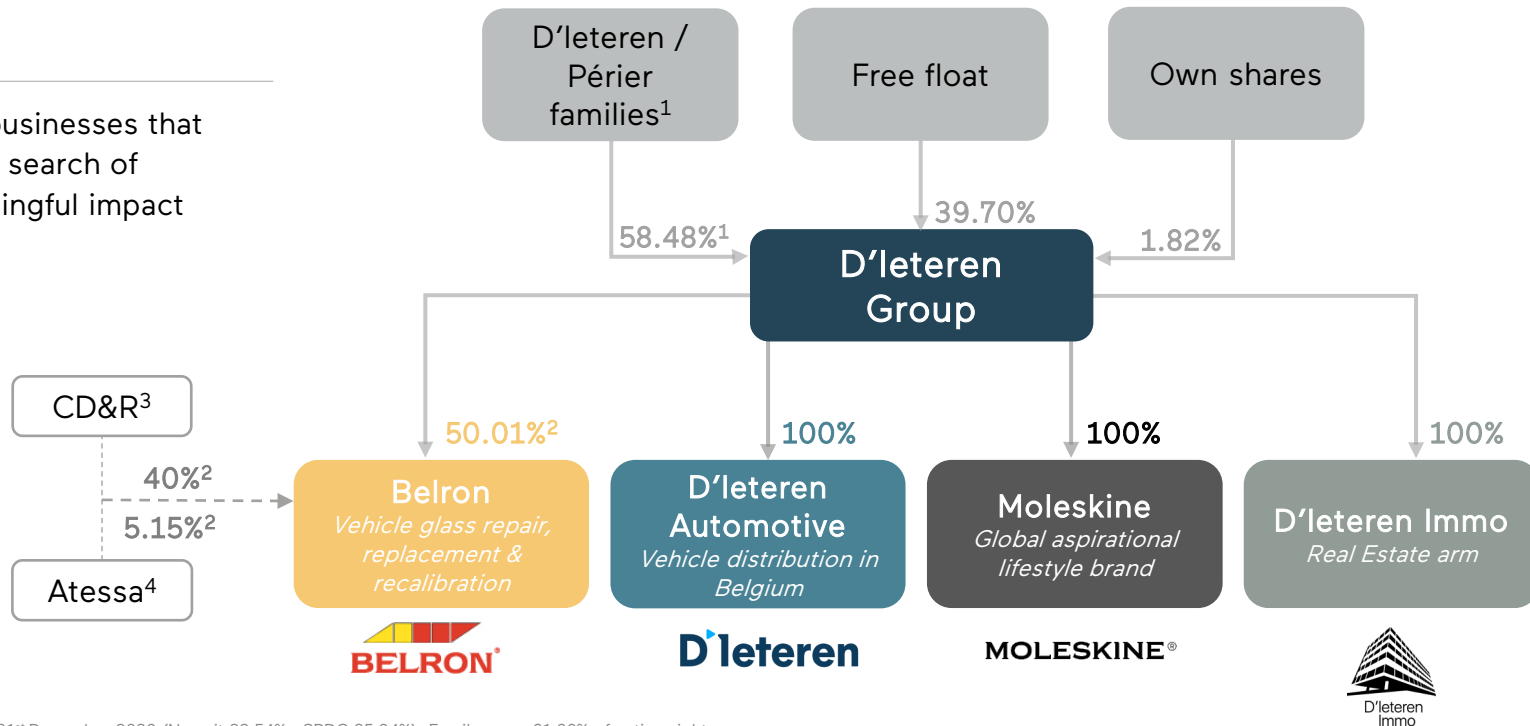 D'Ieteren /
Périer
families¹
Free float
Own shares
businesses that
search of
ingful impact
58.48%¹
39.70%
1.82%
D'Ieteren
Group
CD&R³
40%²
5.15%²
Atessa⁴
50.01%²
100%
100%
100%
Belron
Vehicle glass repair,
replacement &
recalibration
D'Ieteren
Automotive
Vehicle distribution in
Belgium
Moleskine
Global aspirational
lifestyle brand
D'Ieteren Immo
Real Estate arm
BELRON®
D'Ieteren
MOLESKINE®
D'Ieteren
Immo